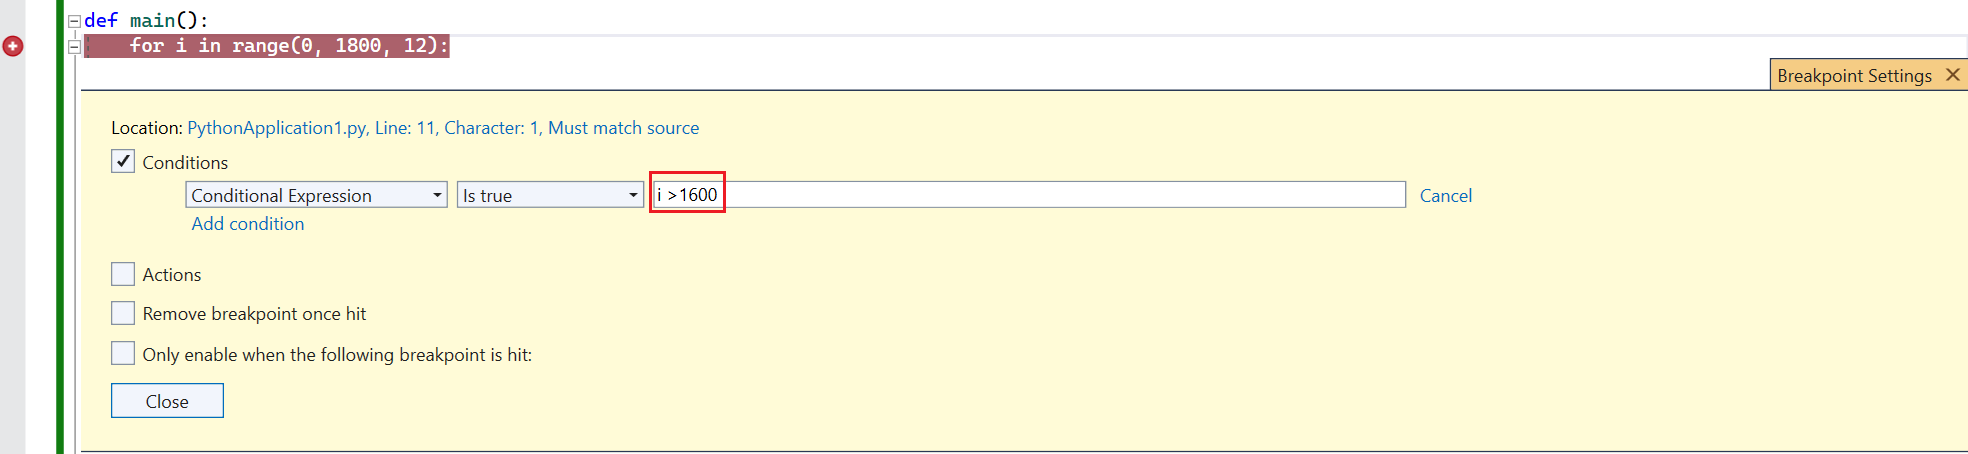 def main():
for i in range(0, 1800, 12):
Breakpoint Settings
Location: PythonApplication1.py, Line: 11, Character: 1, Must match source
Conditions
Conditional Expression Is true i >1600 Cancel
Add condition
Actions
Remove breakpoint once hit
Only enable when the following breakpoint is hit:
Close